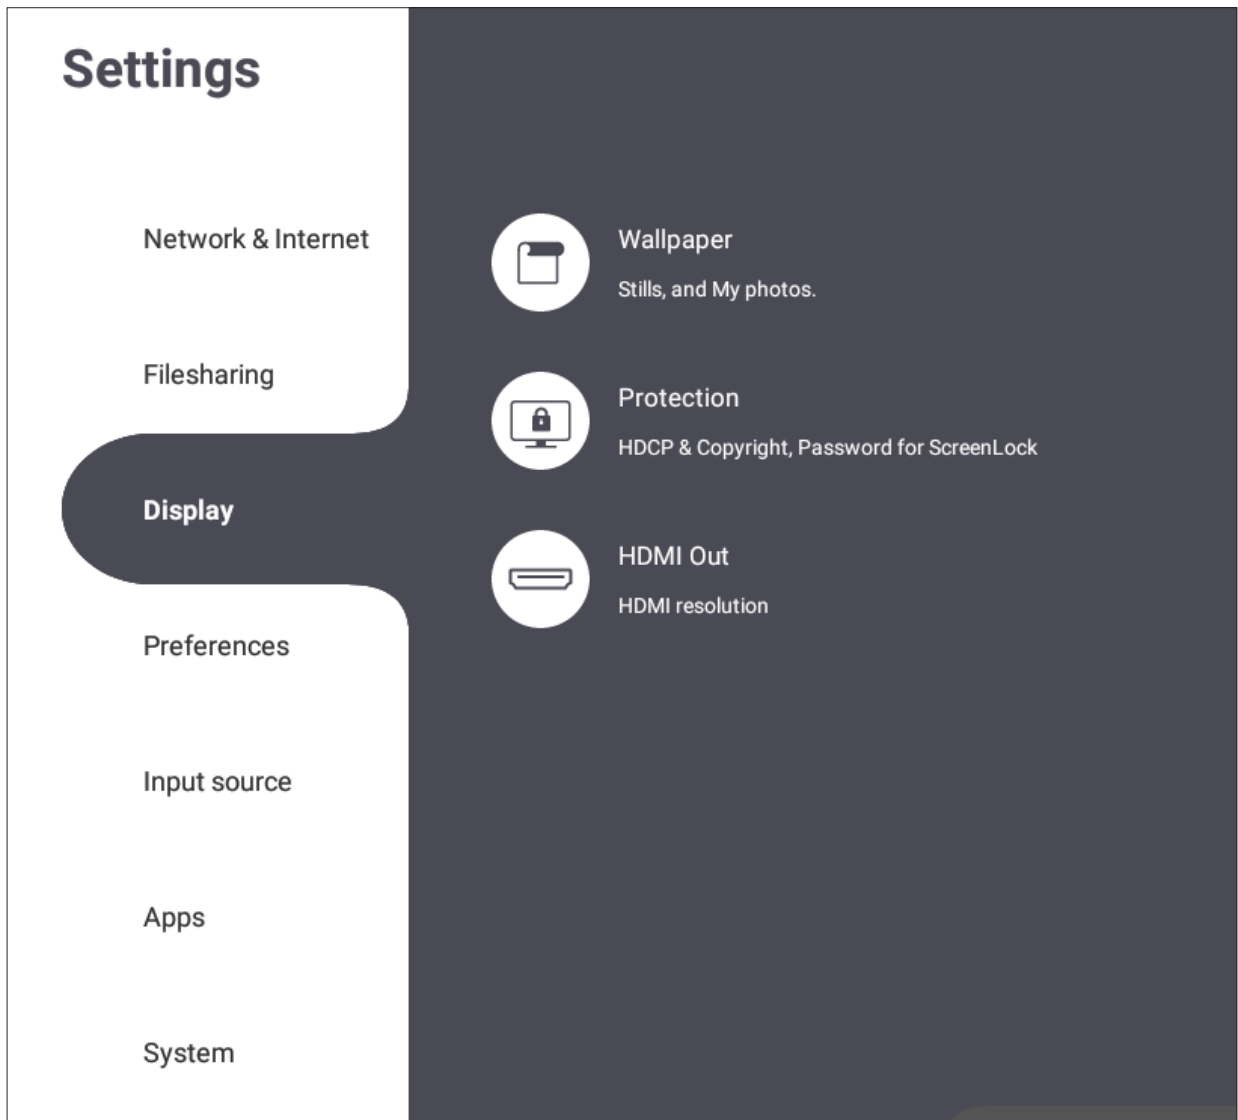 Settings
Network & Internet
Filesharing
Display
Preferences
Input source
Apps
System
Wallpaper
Stills, and My photos.
Protection
HDCP & Copyright, Password for ScreenLock
HDMI Out
HDMI resolution